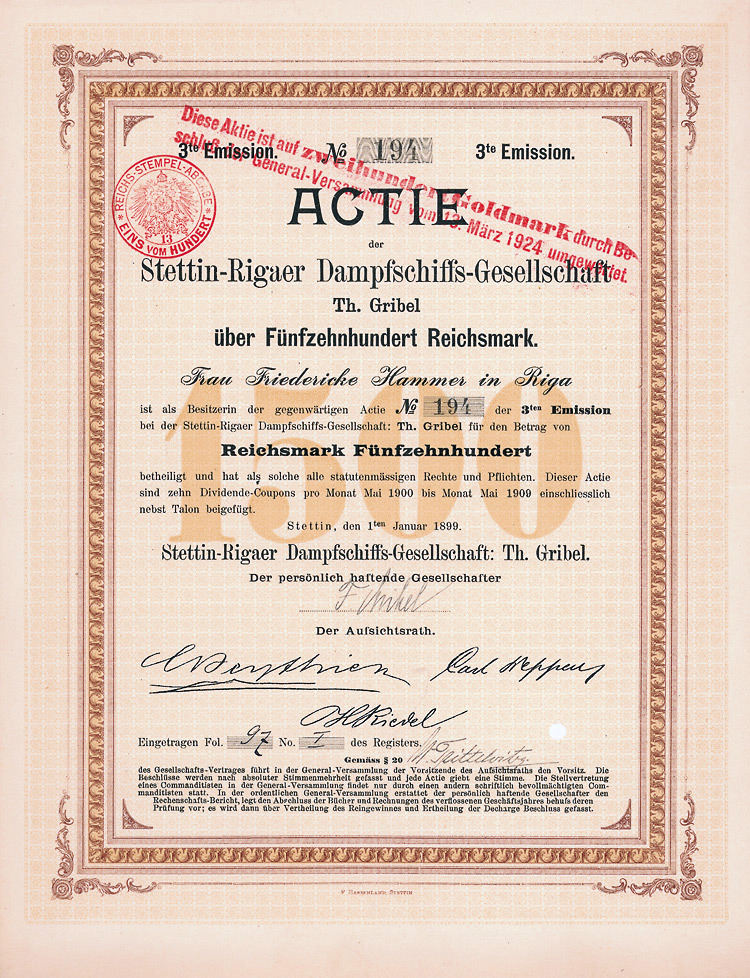 Diese Aktie ist auf zweihundert Goldmark durch Be-
schluß der General-Versammlung vom 13. März 1924 umgewertet.
3te Emission. No 194 3te Emission.
REICHS-STEMPEL-ABGABE
13
EINS VOM HUNDERT
ACTIE
der
Stettin-Rigaer Dampfschiffs-Gesellschaft
Th. Gribel
über Fünfzehnhundert Reichsmark.
Frau Friedericke Hammer in Riga
1500
ist als Besitzerin der gegenwärtigen Actie No 194 der 3ten Emission
bei der Stettin-Rigaer Dampfschiffs-Gesellschaft: Th. Gribel für den Betrag von
Reichsmark Fünfzehnhundert
betheiligt und hat als solche alle statutenmässigen Rechte und Pflichten. Dieser Actie
sind zehn Dividende-Coupons pro Monat Mai 1900 bis Monat Mai 1909 einschliesslich
nebst Talon beigefügt.
Stettin, den 1ten Januar 1899.
Stettin-Rigaer Dampfschiffs-Gesellschaft: Th. Gribel.
Der persönlich haftende Gesellschafter
Der Aufsichtsrath.
H Riedel
Eingetragen Fol. 97 No. I des Registers.
Gemäss § 20
des Gesellschafts-Vertrages führt in der General-Versammlung der Vorsitzende des Aufsichtsraths den Vorsitz. Die
Beschlüsse werden nach absoluter Stimmenmehrheit gefasst und jede Actie giebt eine Stimme. Die Stellvertretung
eines Commanditisten in der General-Versammlung findet nur durch einen andern schriftlich bevollmächtigten Com-
manditisten statt. In der ordentlichen General-Versammlung erstattet der persönlich haftende Gesellschafter den
Rechenschafts-Bericht, legt den Abschluss der Bücher und Rechnungen des verflossenen Geschäftsjahres behufs deren
Prüfung vor; es wird dann über Vertheilung des Reingewinnes und Ertheilung der Decharge Beschluss gefasst.
F HESSENLAND, STETTIN